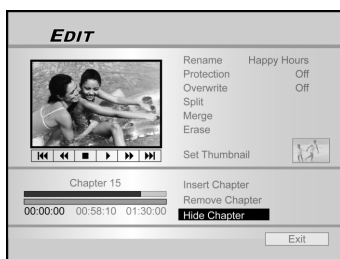 EDIT
Rename Happy Hours
Protection Off
Overwrite Off
Split
Merge
Erase
Set Thumbnail
Chapter 15
00:00:00 00:58:10 01:30:00
Insert Chapter
Remove Chapter
Hide Chapter
Exit